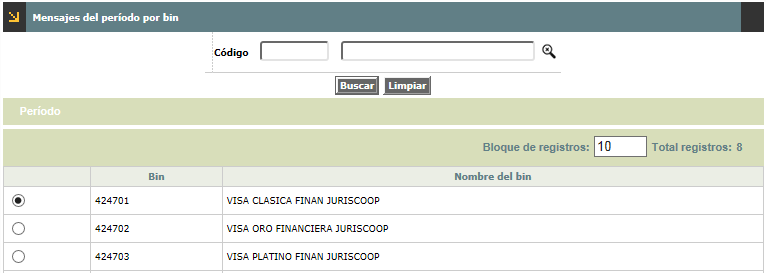 Mensajes del período por bin
Código
Buscar Limpiar
Período
Bloque de registros: 10 Total registros: 8
Bin Nombre del bin
424701 VISA CLASICA FINAN JURISCOOP
424702 VISA ORO FINANCIERA JURISCOOP
424703 VISA PLATINO FINAN JURISCOOP